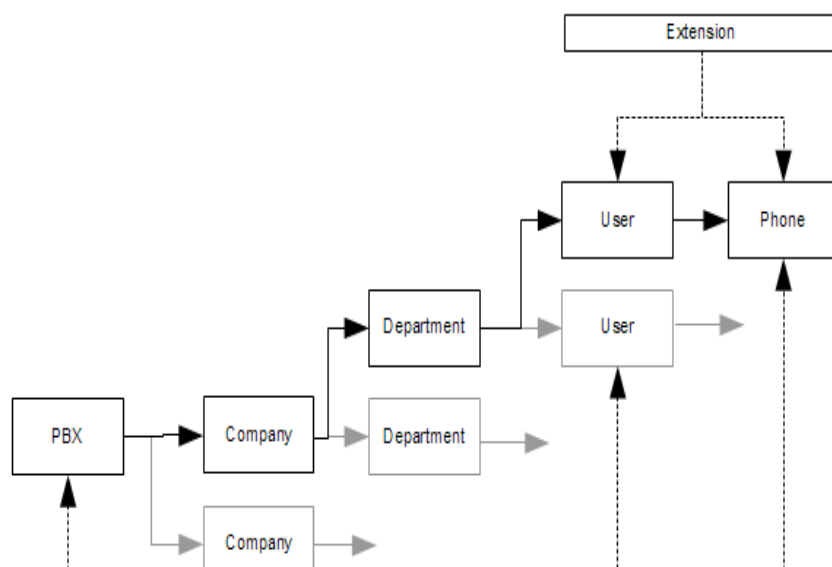 Extension
User
Phone
Department
User
PBX
Company
Department
Company